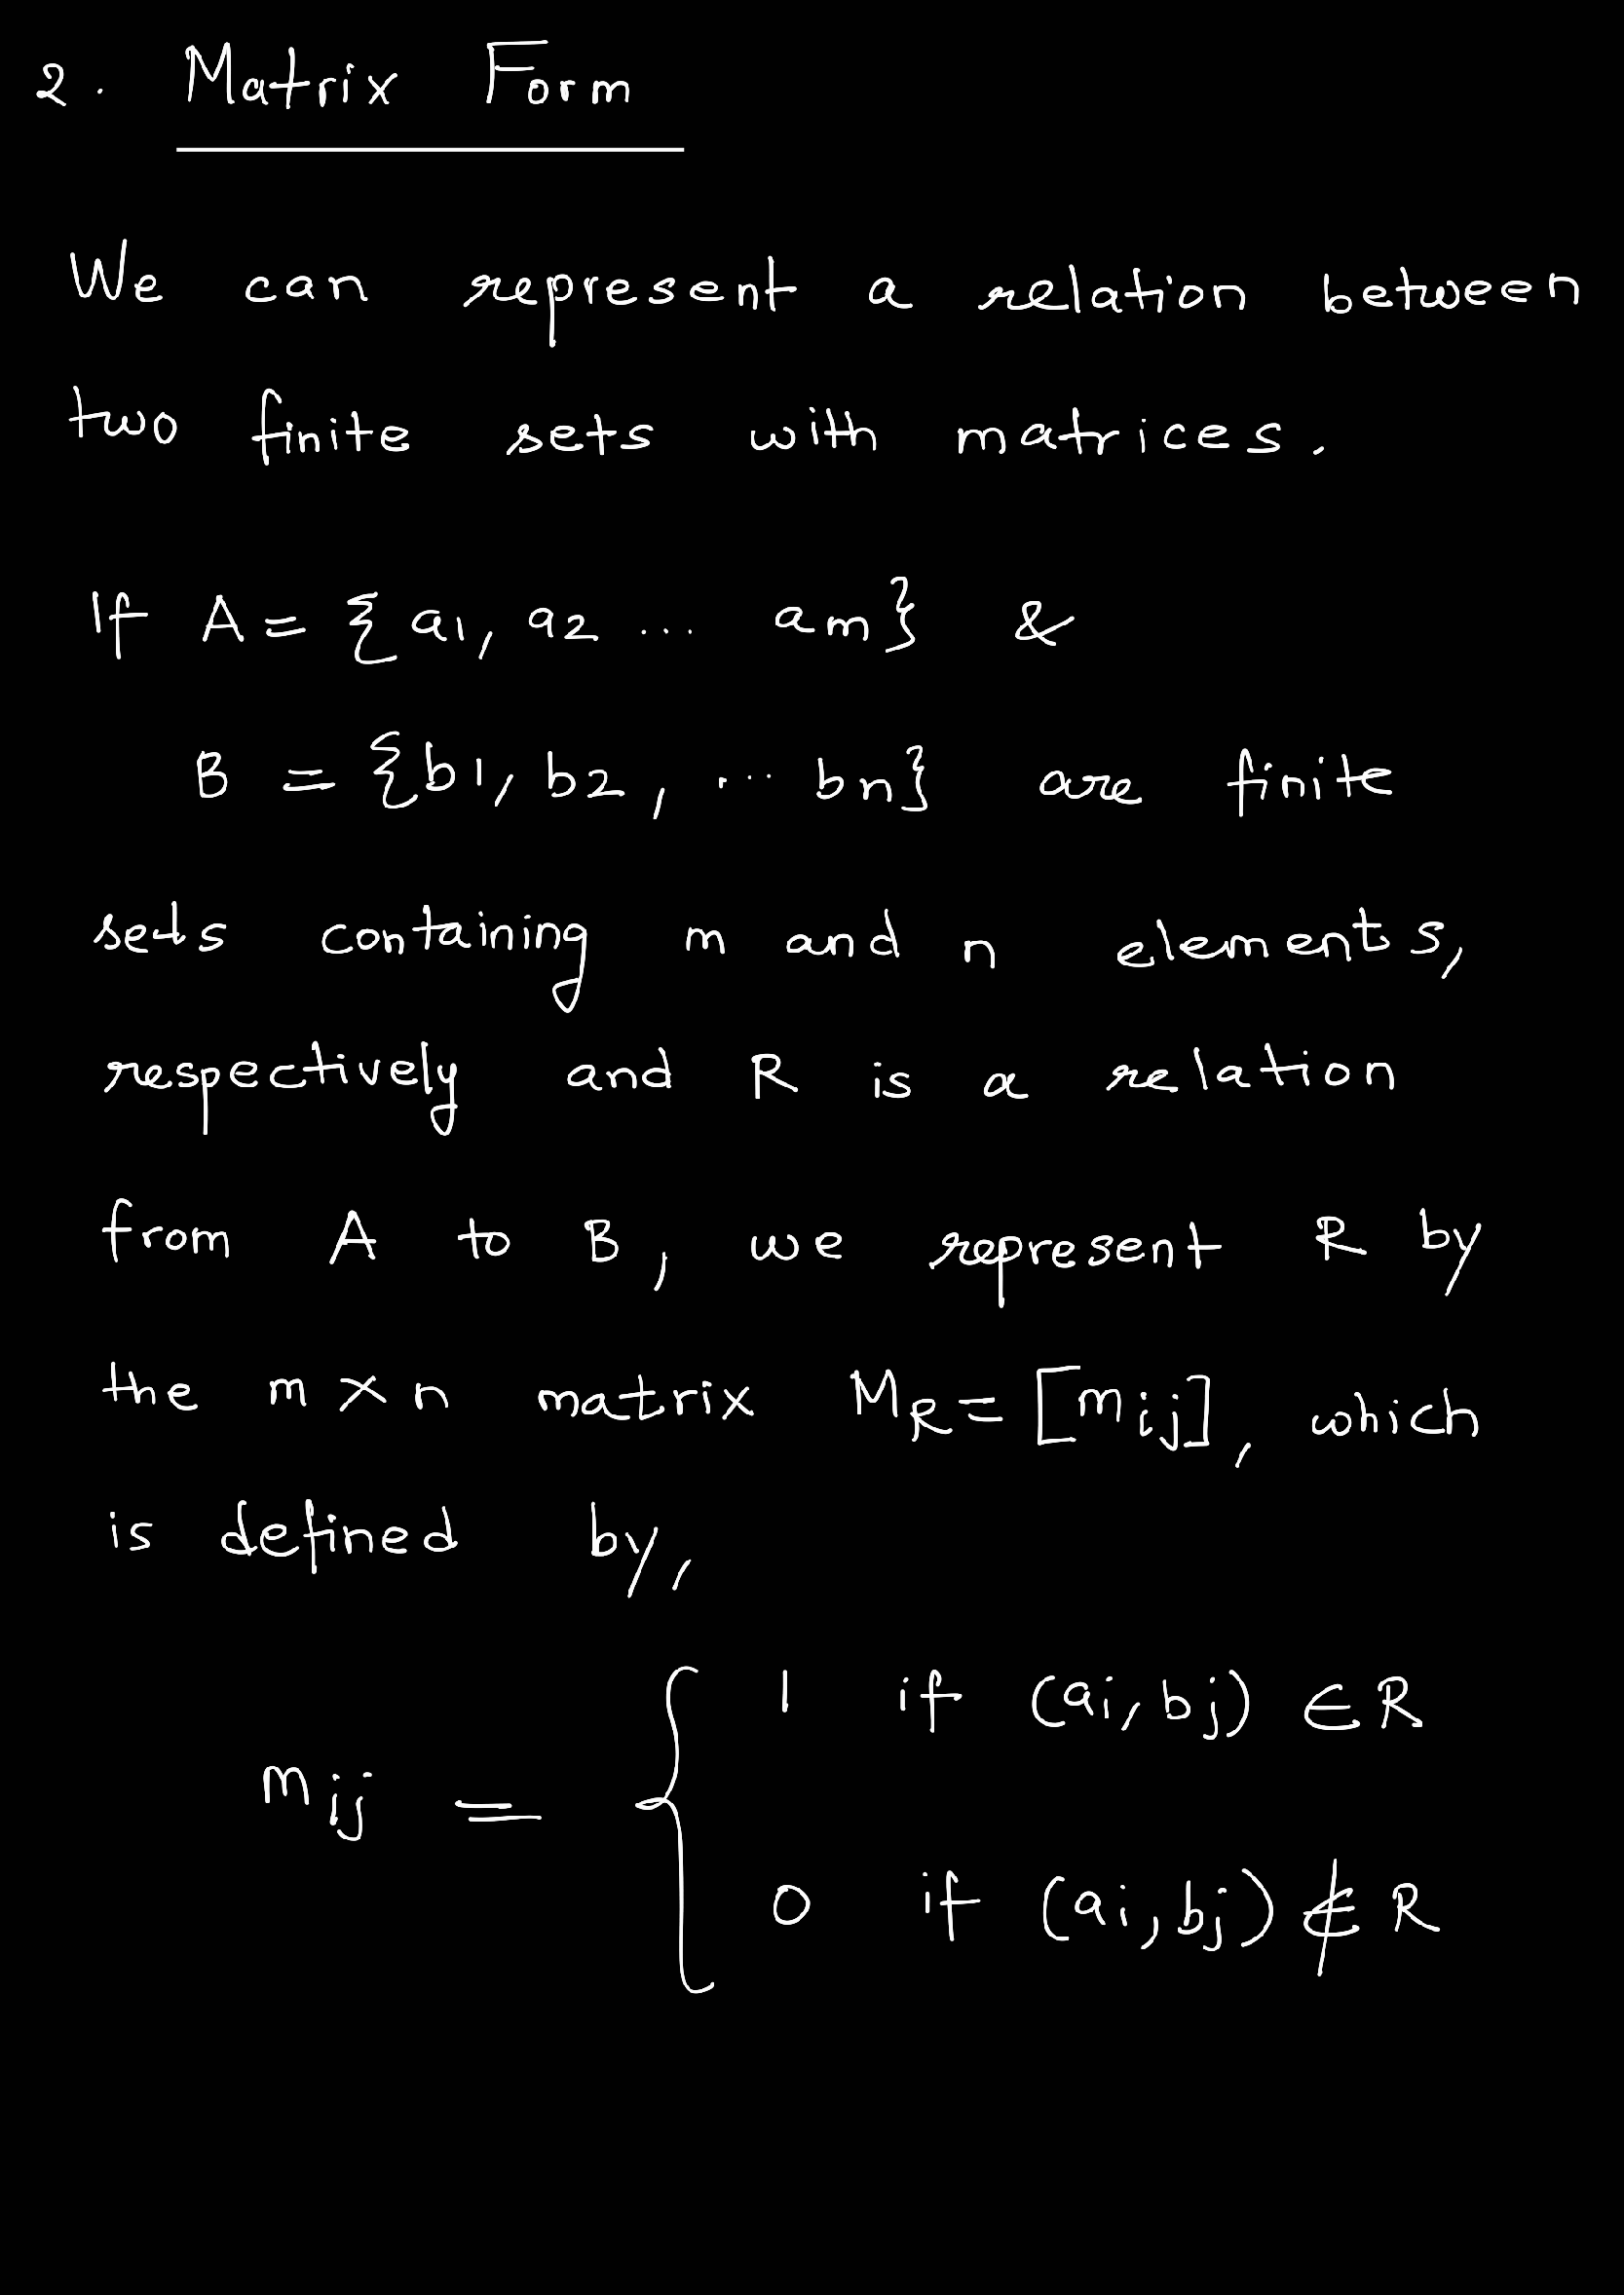 2. Matrix Form
We can represent a relation between
two finite sets with matrices.
If A = {a1, a2 ... am} &
B = {b1, b2, ... bn} are finite
sets containing m and n elements,
respectively and R is a relation
from A to B, we represent R by
the m × n matrix MR = [mij], which
is defined by,
1 if (ai, bj) ∈ R
mij = {
0 if (ai, bj) ∉ R